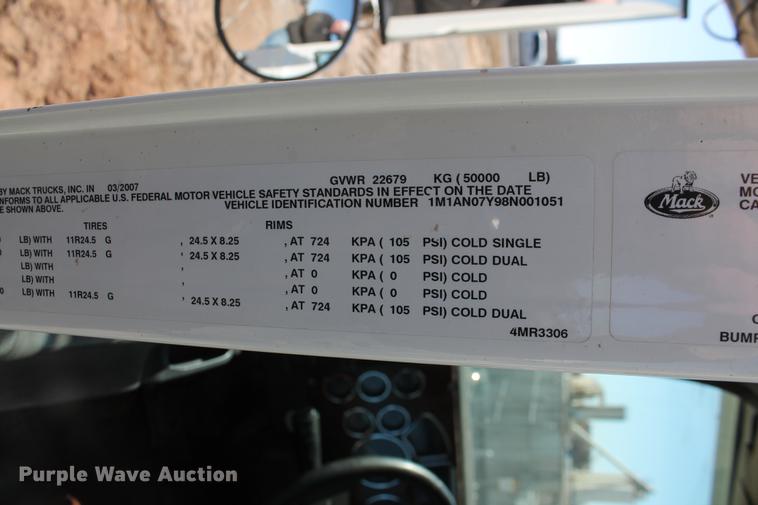 BY MACK TRUCKS, INC. IN 03/2007 GVWR 22679 KG (50000 LB)
TO ALL APPLICABLE U.S. FEDERAL MOTOR VEHICLE SAFETY STANDARDS IN EFFECT ON THE DATE
SHOWN ABOVE. VEHICLE IDENTIFICATION NUMBER 1M1AN07Y98N001051
TIRES RIMS
LB) WITH 11R24.5 G , 24.5 X 8.25 , AT 724 KPA ( 105 PSI) COLD SINGLE
LB) WITH 11R24.5 G , 24.5 X 8.25 , AT 724 KPA ( 105 PSI) COLD DUAL
LB) WITH , , AT 0 KPA ( 0 PSI) COLD
LB) WITH , , AT 0 KPA ( 0 PSI) COLD
LB) WITH 11R24.5 G , 24.5 X 8.25 , AT 724 KPA ( 105 PSI) COLD DUAL
4MR3306
Mack
VE
MO
CA
BUMP
Purple Wave Auction